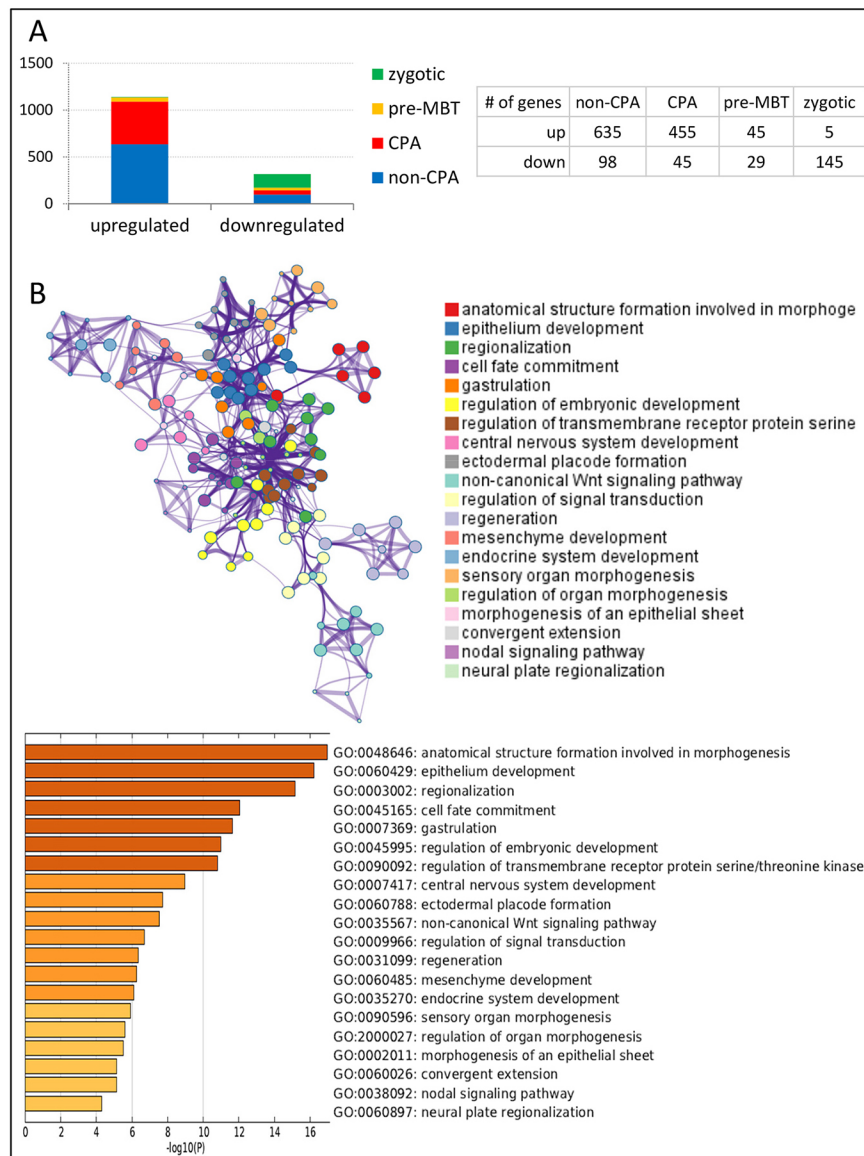 A
1500
1000
500
0
upregulated downregulated
zygotic
pre-MBT
CPA
non-CPA
# of genes non-CPA CPA pre-MBT zygotic
up 635 455 45 5
down 98 45 29 145
B
anatomical structure formation involved in morphoge
epithelium development
regionalization
cell fate commitment
gastrulation
regulation of embryonic development
regulation of transmembrane receptor protein serine
central nervous system development
ectodermal placode formation
non-canonical Wnt signaling pathway
regulation of signal transduction
regeneration
mesenchyme development
endocrine system development
sensory organ morphogenesis
regulation of organ morphogenesis
morphogenesis of an epithelial sheet
convergent extension
nodal signaling pathway
neural plate regionalization
GO:0048646: anatomical structure formation involved in morphogenesis
GO:0060429: epithelium development
GO:0003002: regionalization
GO:0045165: cell fate commitment
GO:0007369: gastrulation
GO:0045995: regulation of embryonic development
GO:0090092: regulation of transmembrane receptor protein serine/threonine kinase
GO:0007417: central nervous system development
GO:0060788: ectodermal placode formation
GO:0035567: non-canonical Wnt signaling pathway
GO:0009966: regulation of signal transduction
GO:0031099: regeneration
GO:0060485: mesenchyme development
GO:0035270: endocrine system development
GO:0090596: sensory organ morphogenesis
GO:2000027: regulation of organ morphogenesis
GO:0002011: morphogenesis of an epithelial sheet
GO:0060026: convergent extension
GO:0038092: nodal signaling pathway
GO:0060897: neural plate regionalization
0 2 4 6 8 10 12 14 16
-log10(P)